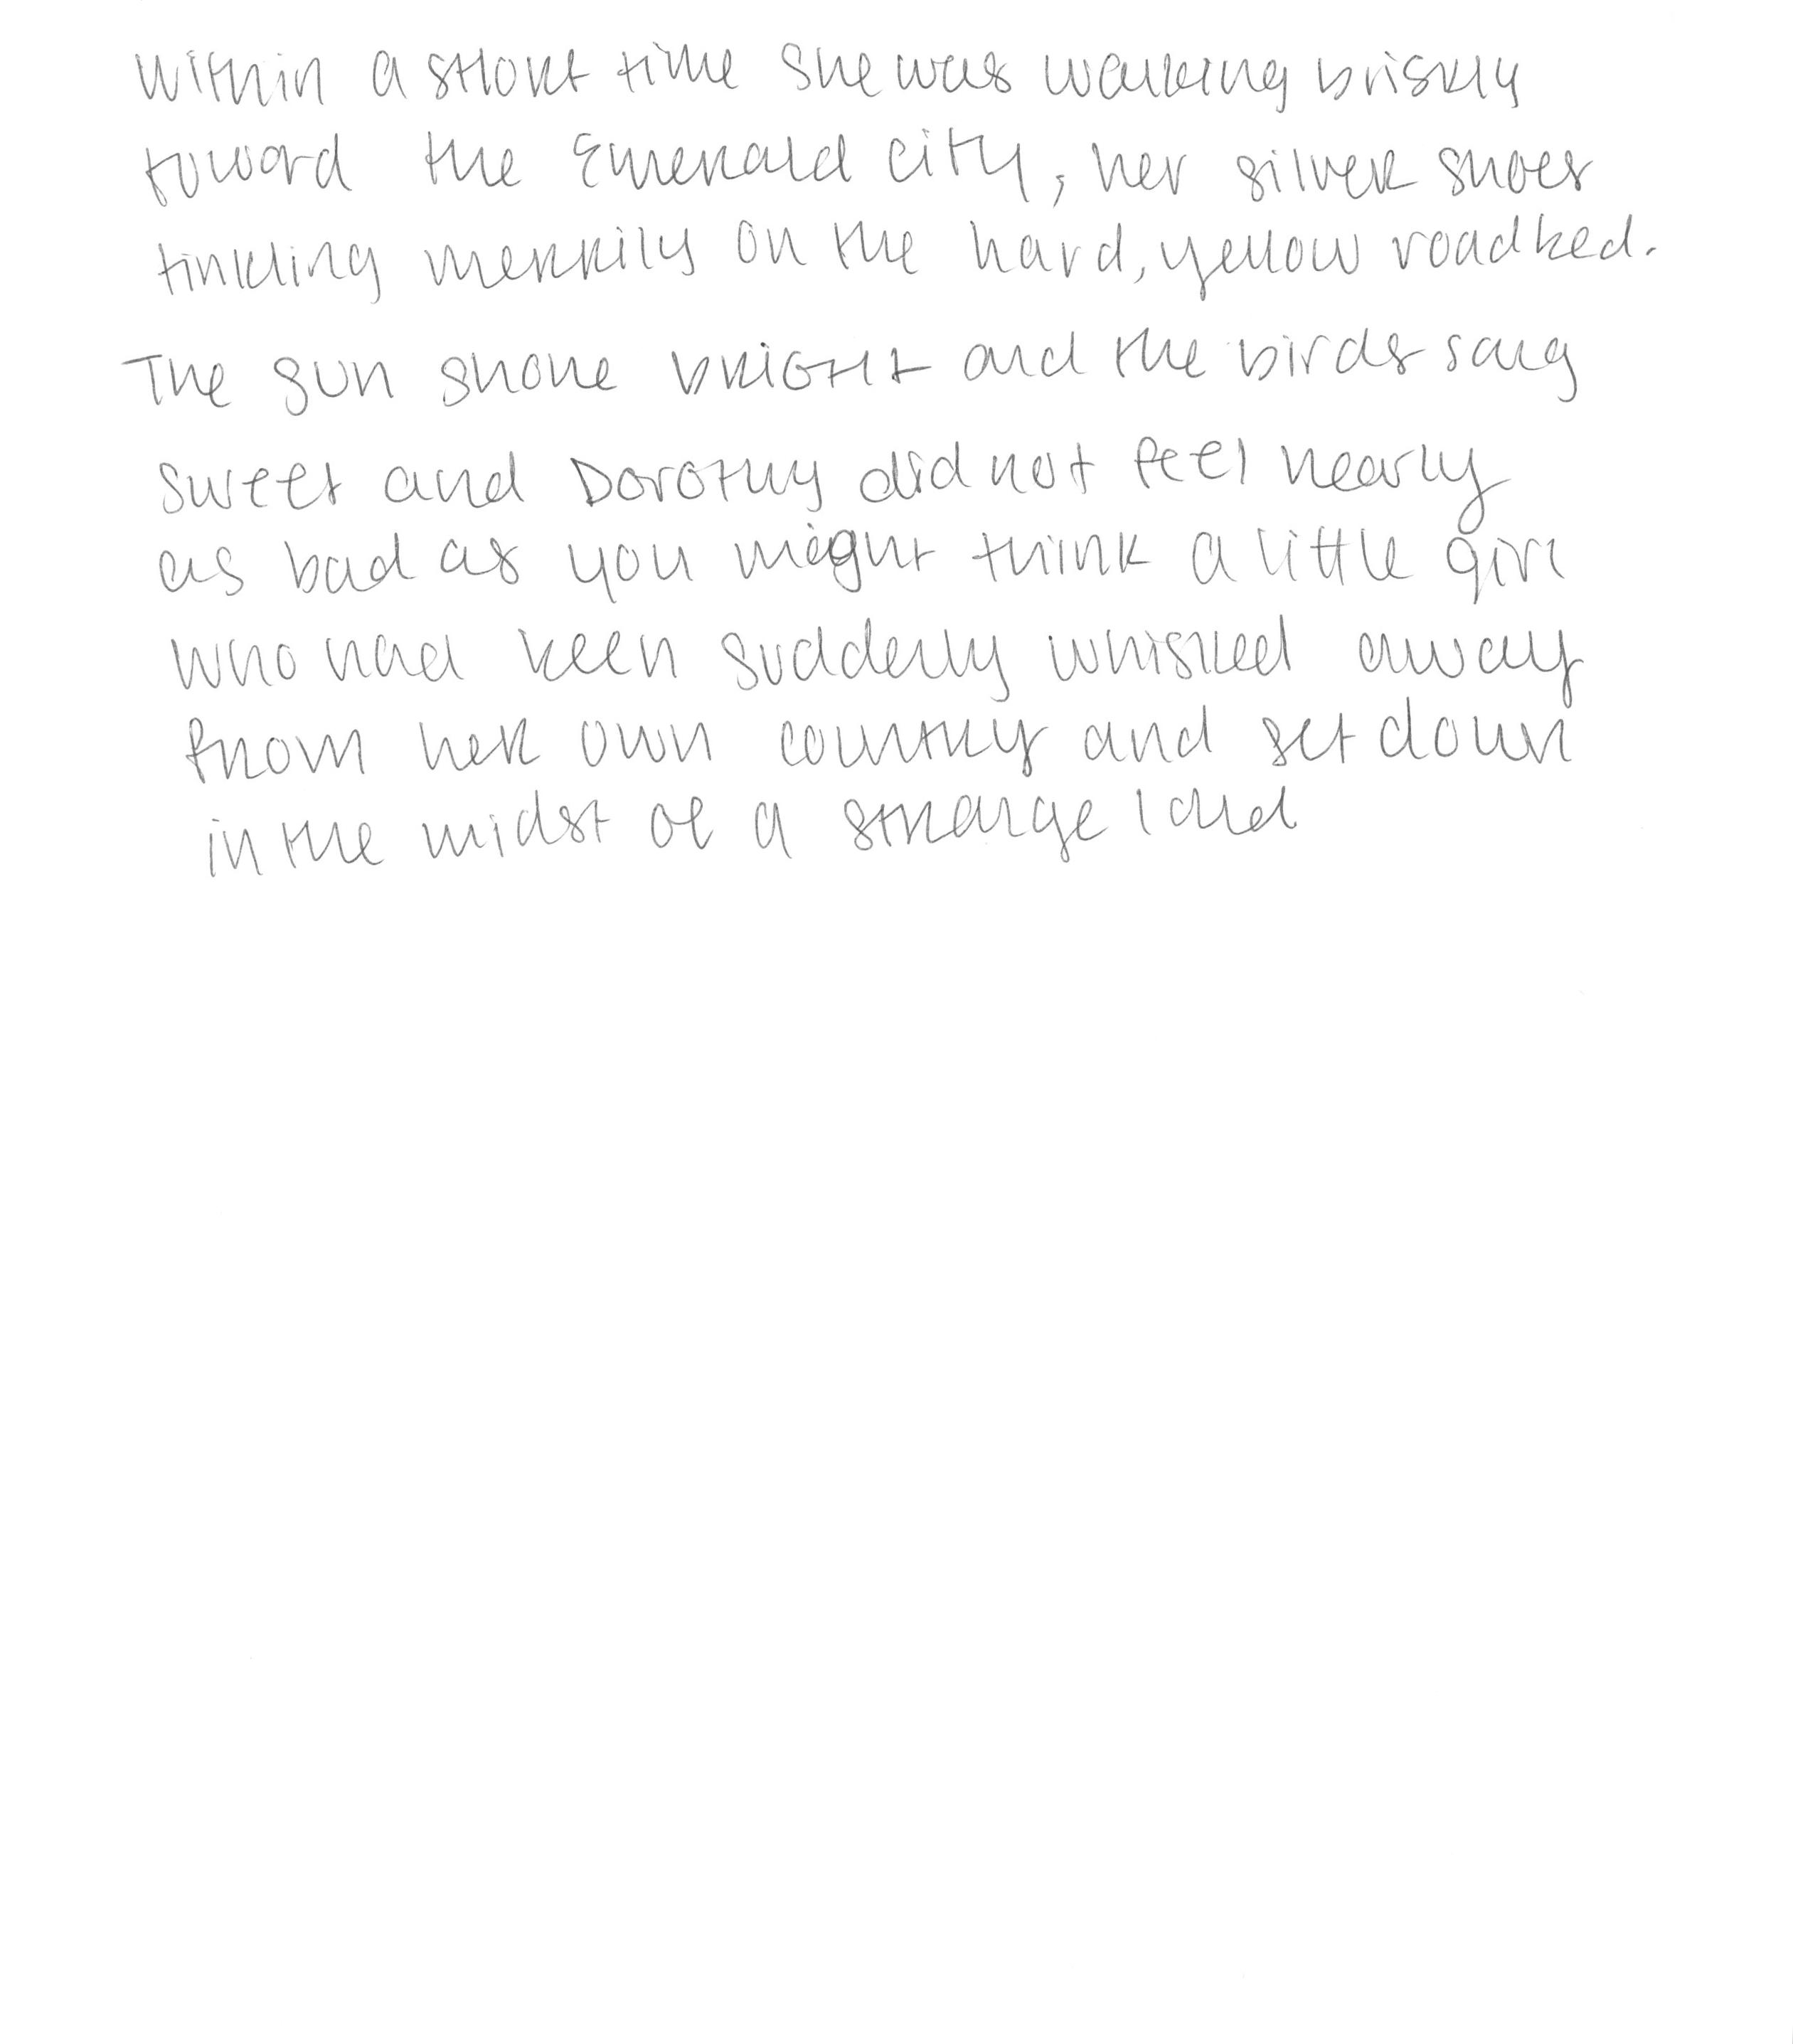 Within a short time she was walking briskly
toward the Emerald City, her silver shoes
tinkling merrily on the hard, yellow roadbed.
The sun shone bright and the birds sang
sweet and Dorothy did not feel nearly
as bad as you might think a little girl
who had been suddenly whisked away
from her own country and set down
in the midst of a strange land